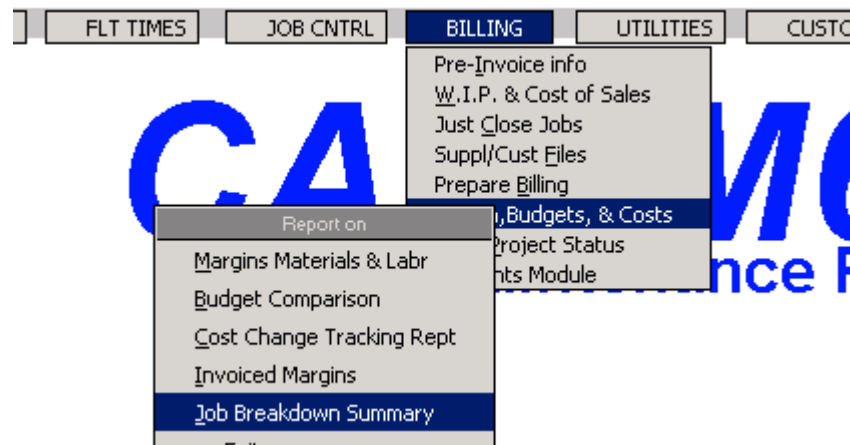 FLT TIMES JOB CNTRL BILLING UTILITIES
Pre-Invoice info
W.I.P. & Cost of Sales
Just Close Jobs
Suppl/Cust Files
Prepare Billing
,Budgets, & Costs
Project Status
Module
Report on
Margins Materials & Labr
Budget Comparison
Cost Change Tracking Rept
Invoiced Margins
Job Breakdown Summary